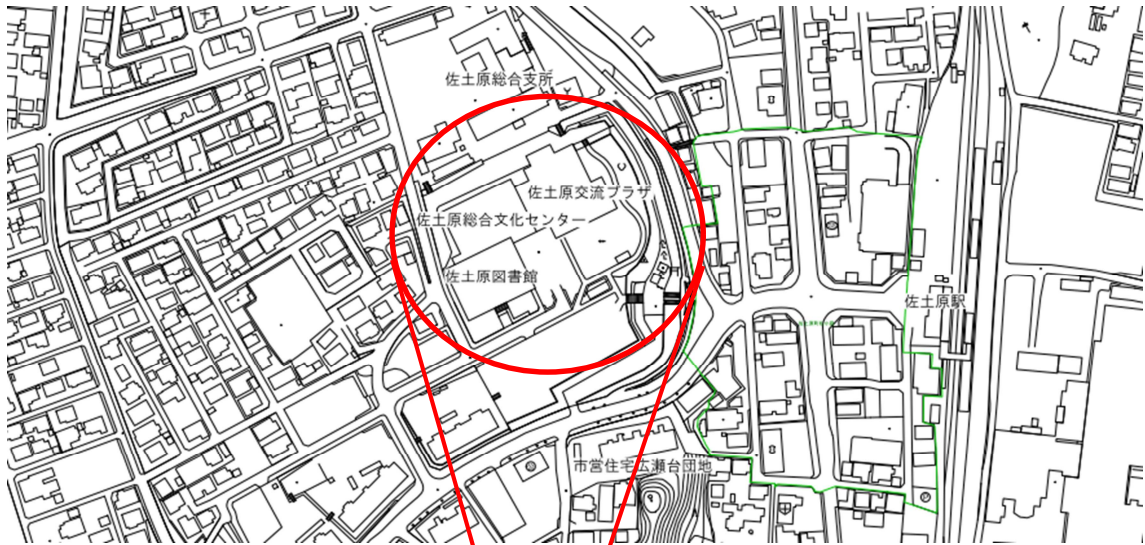 佐土原総合支所
佐土原交流プラザ
佐土原総合文化センター
佐土原図書館
佐土原駅
市営住宅広瀬台団地